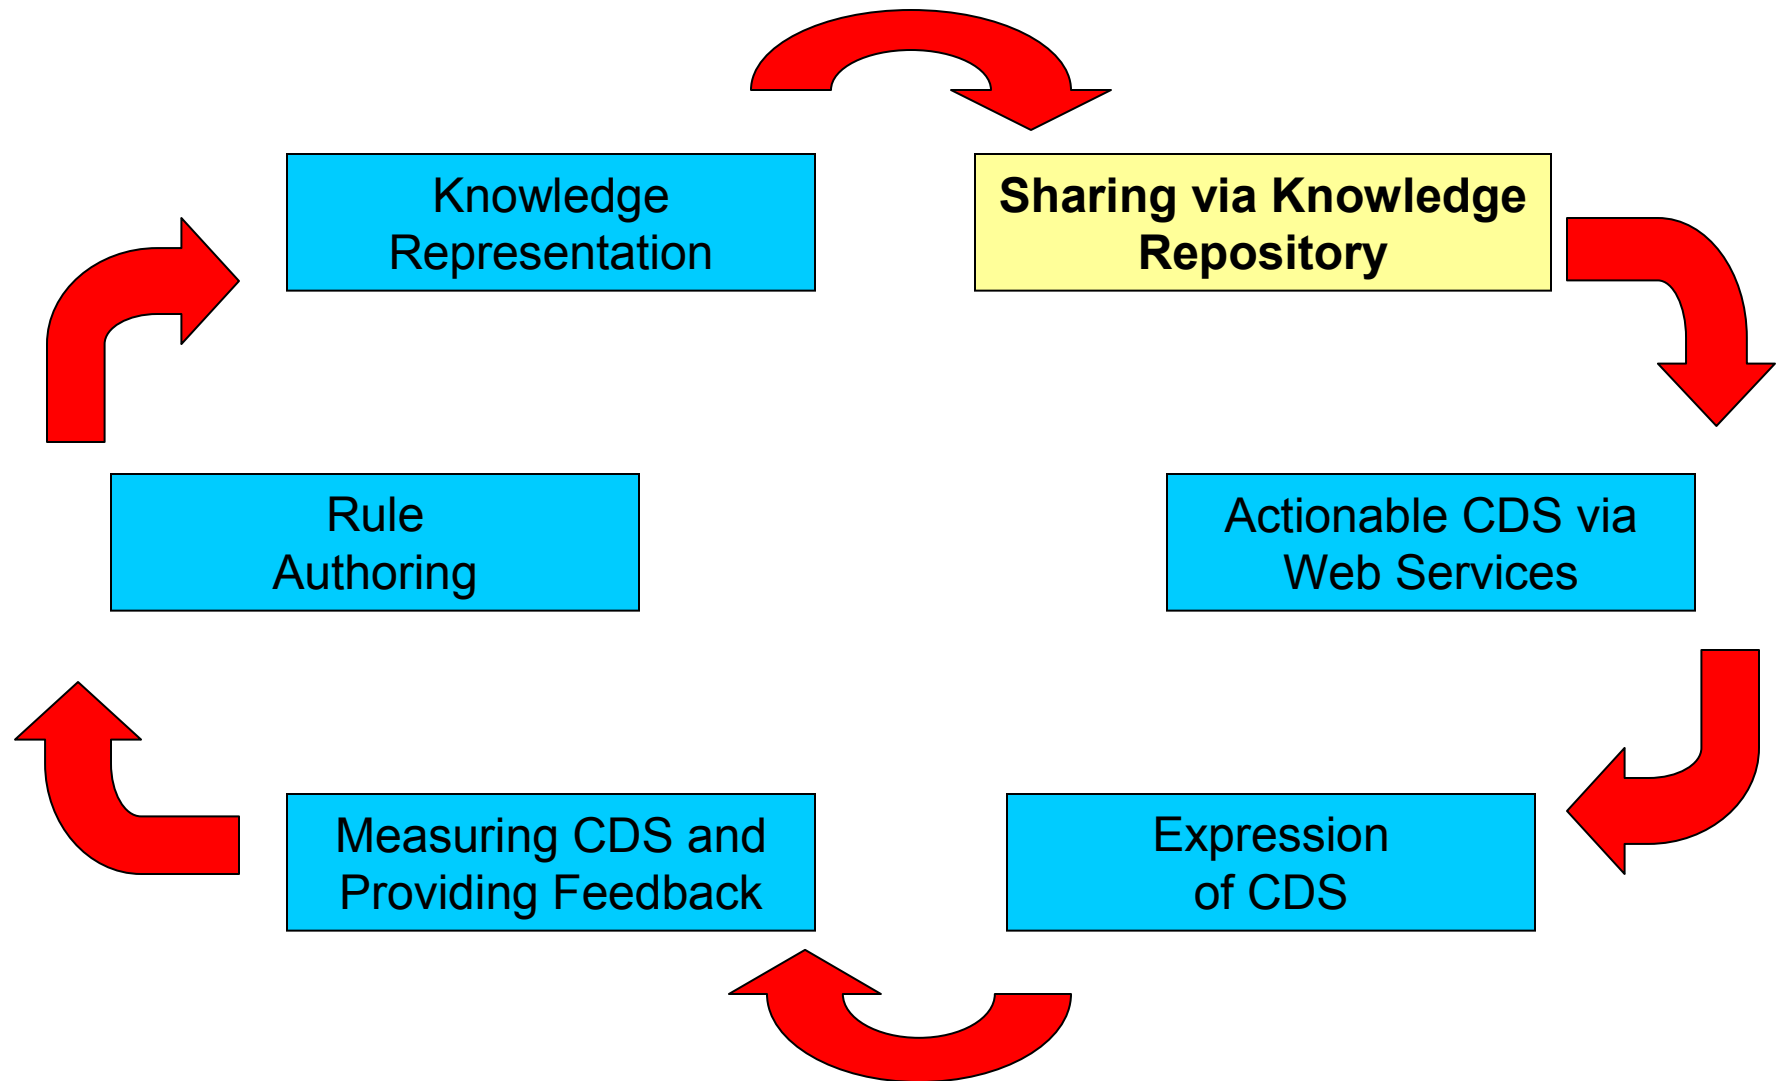 Knowledge
Representation
Sharing via Knowledge
Repository
Rule
Authoring
Actionable CDS via
Web Services
Measuring CDS and
Providing Feedback
Expression
of CDS